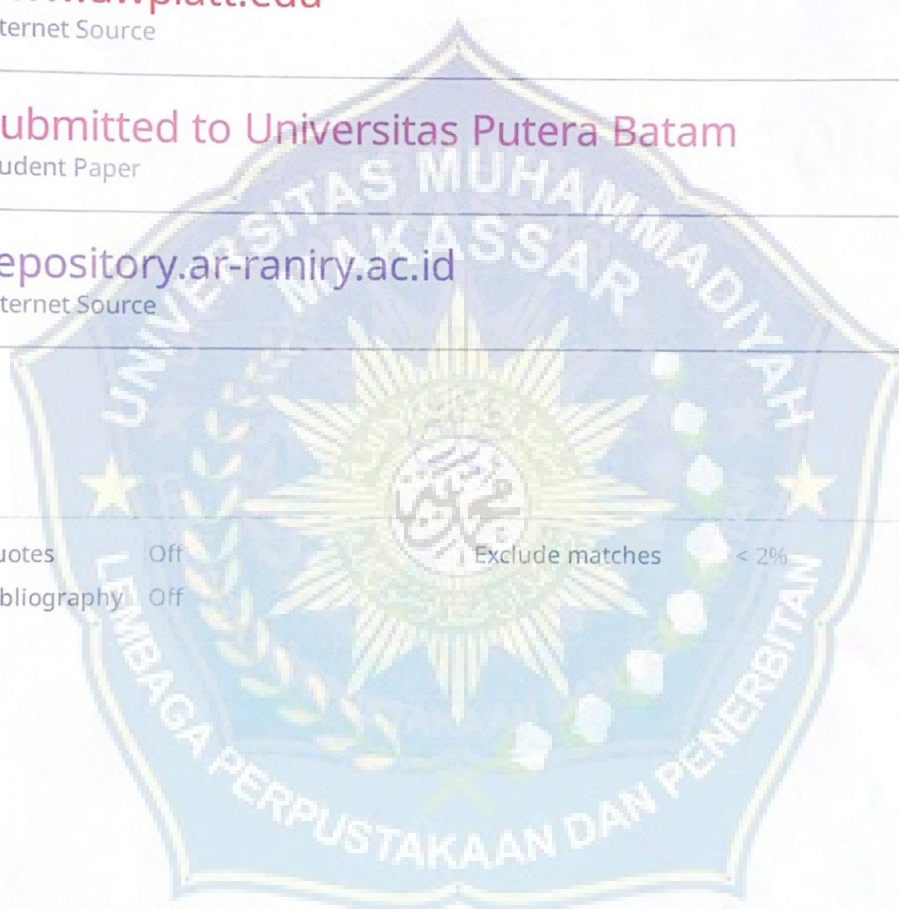 ternet Source
ubmitted to Universitas Putera Batam
udent Paper
epository.ar-raniry.ac.id
ternet Source
UNIVERSITAS MUHAMMADIYAH
MAKASSAR
محمد
uotes Off Exclude matches < 2%
bliography Off
LEMBAGA PERPUSTAKAAN DAN PENERBITAN